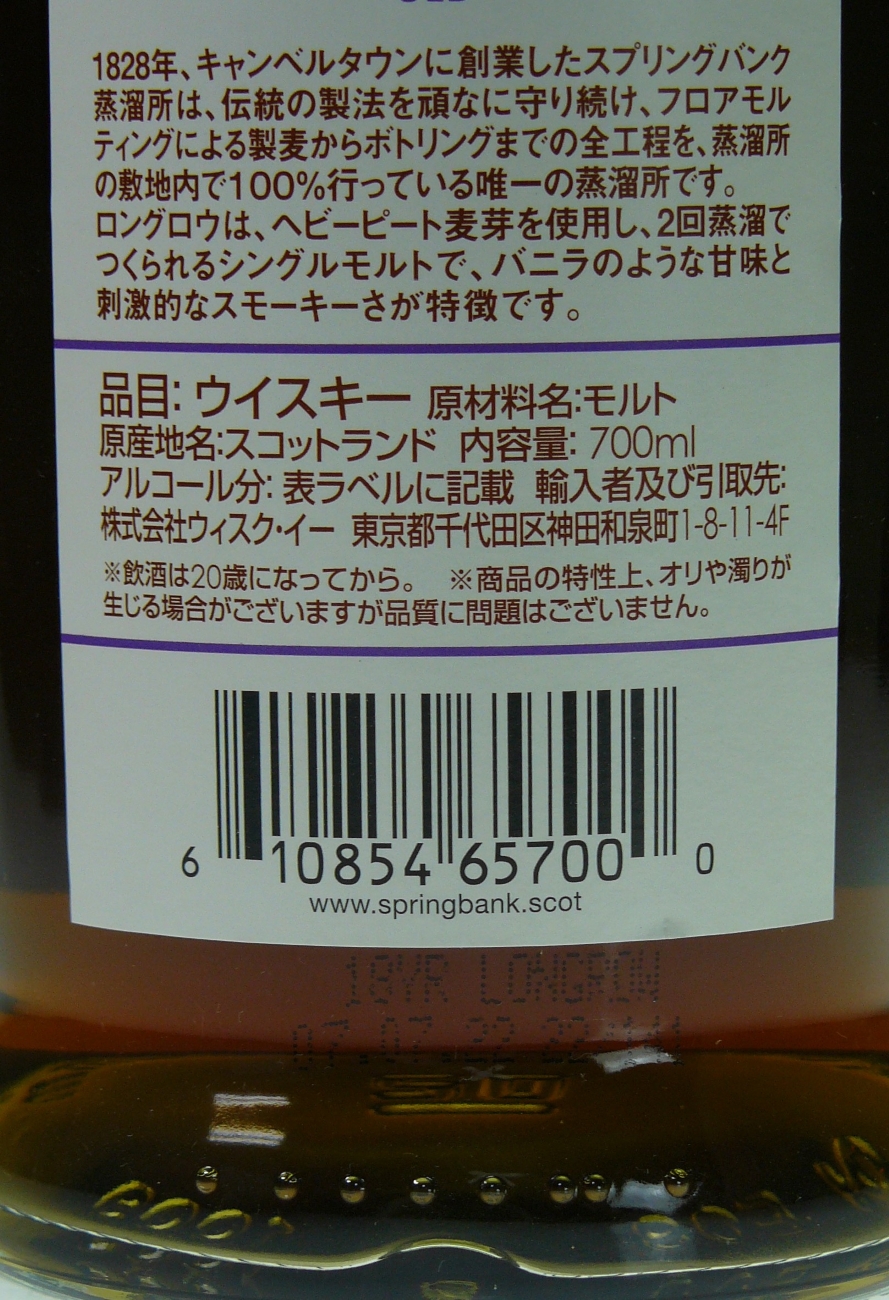 1828年、キャンベルタウンに創業したスプリングバンク
蒸溜所は、伝統の製法を頑なに守り続け、フロアモル
ティングによる製麦からボトリングまでの全工程を、蒸溜所
の敷地内で100%行っている唯一の蒸溜所です。
ロングロウは、ヘビーピート麦芽を使用し、2回蒸溜で
つくられるシングルモルトで、バニラのような甘味と
刺激的なスモーキーさが特徴です。
品目:ウイスキー 原材料名:モルト
原産地名:スコットランド 内容量: 700ml
アルコール分: 表ラベルに記載 輸入者及び引取先:
株式会社ウィスク・イー 東京都千代田区神田和泉町1-8-11-4F
※飲酒は20歳になってから。 ※商品の特性上、オリや濁りが
生じる場合がございますが品質に問題はございません。
6 10854 65700 0
www.springbank.scot
18YR LONGROW